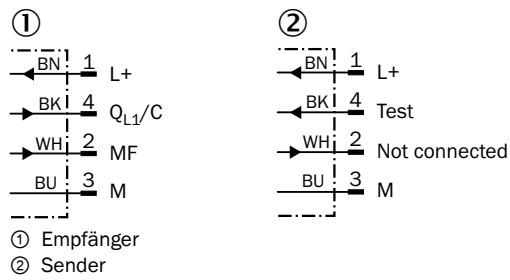 ① ②
BN 1 L+
BK 4 Q_L1/C
WH 2 MF
BU 3 M
BN 1 L+
BK 4 Test
WH 2 Not connected
BU 3 M
① Empfänger
② Sender